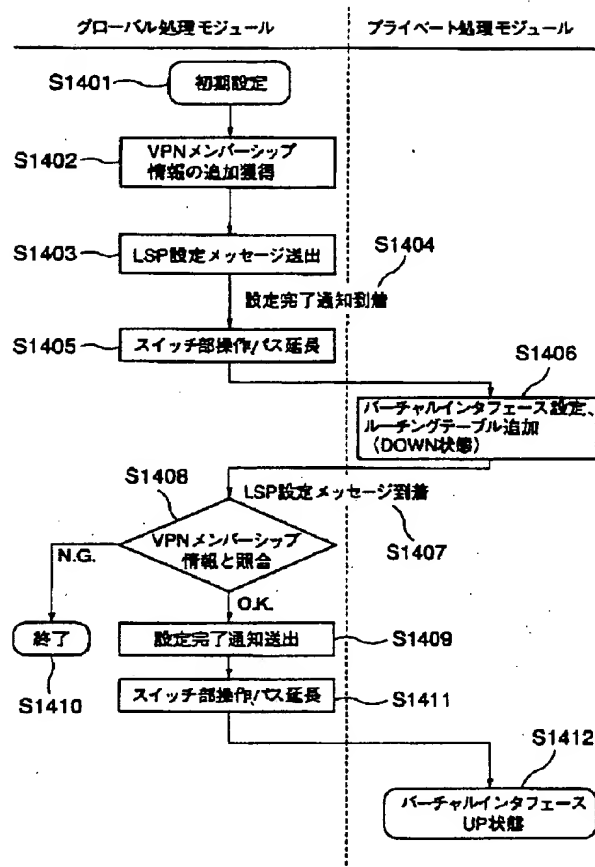 グローバル処理モジュール
プライベート処理モジュール
S1401
初期設定
S1402
VPNメンバーシップ
情報の追加獲得
S1403
LSP設定メッセージ送出
S1404
設定完了通知到着
S1405
スイッチ部操作/パス延長
S1406
バーチャルインタフェース設定、
ルーチングテーブル追加
(DOWN状態)
LSP設定メッセージ到着
S1407
S1408
VPNメンバーシップ
情報と照合
N.G.
O.K.
終了
S1410
設定完了通知送出
S1409
スイッチ部操作/パス延長
S1411
S1412
バーチャルインタフェース
UP状態